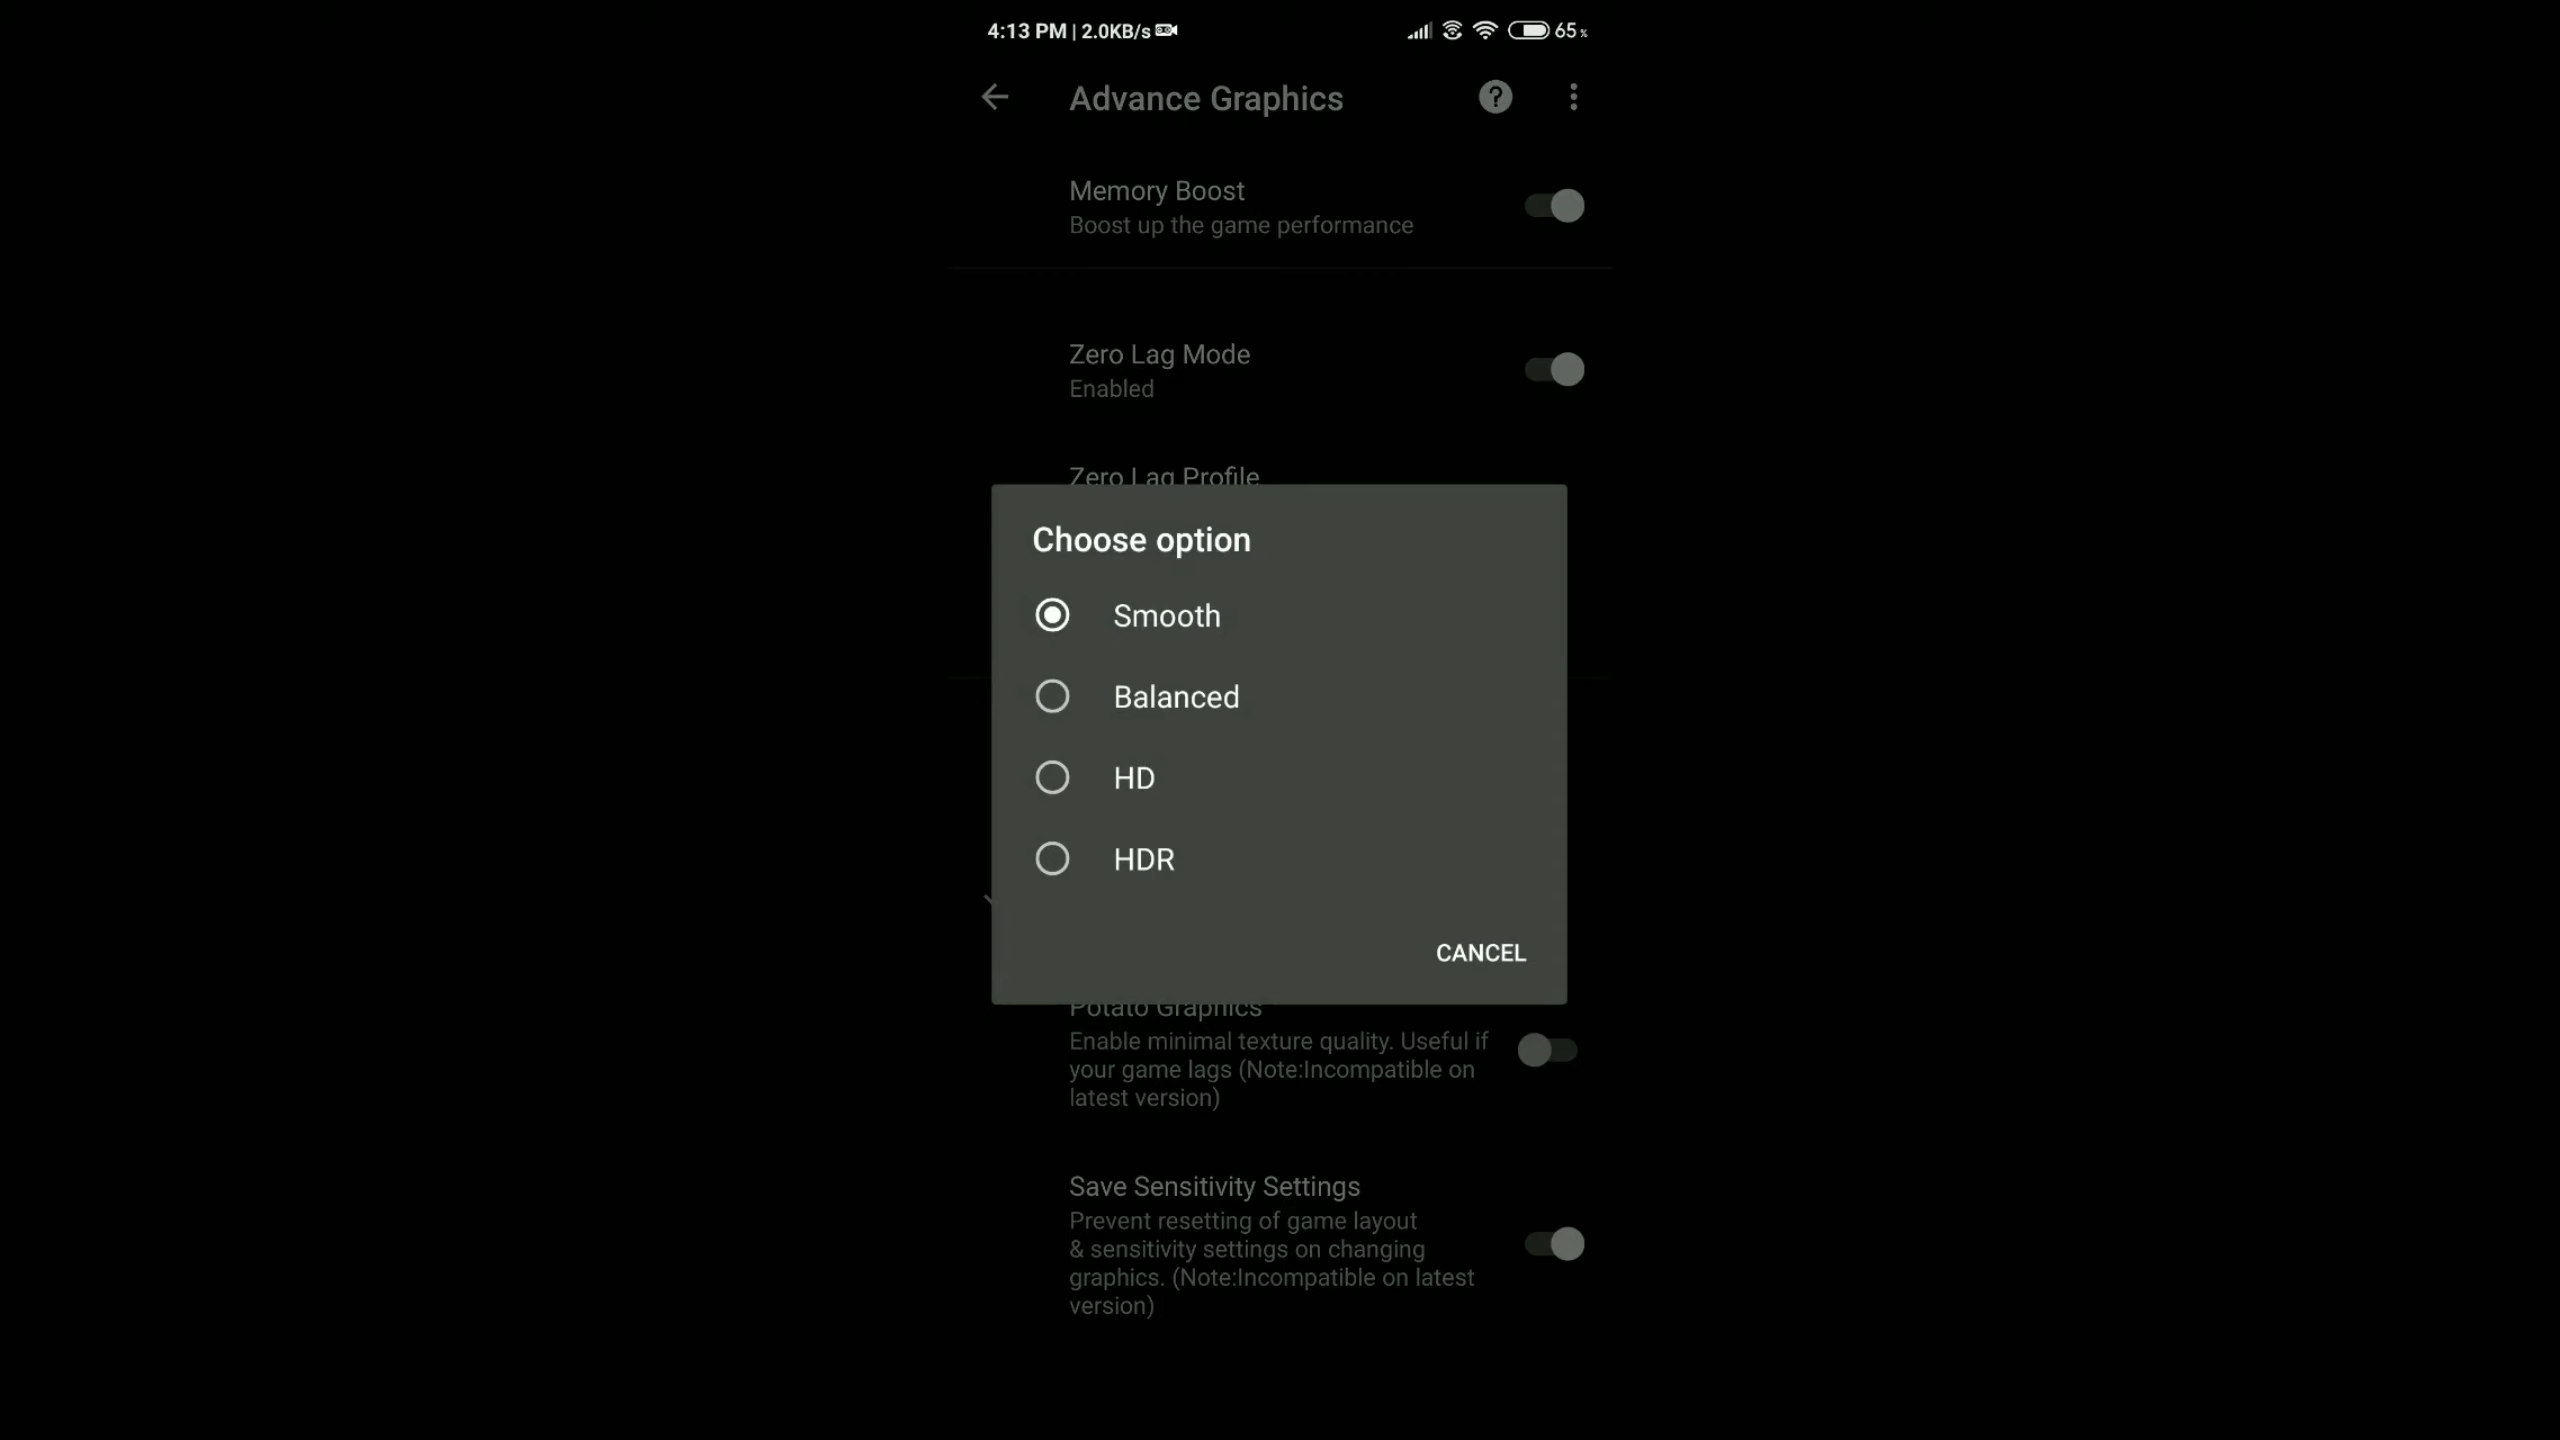 4:13 PM | 2.0KB/s
65%
Advance Graphics
Memory Boost
Boost up the game performance
Zero Lag Mode
Enabled
Zero Lag Profile
Choose option
Smooth
Balanced
HD
HDR
CANCEL
Potato Graphics
Enable minimal texture quality. Useful if
your game lags (Note:Incompatible on
latest version)
Save Sensitivity Settings
Prevent resetting of game layout
& sensitivity settings on changing
graphics. (Note:Incompatible on latest
version)